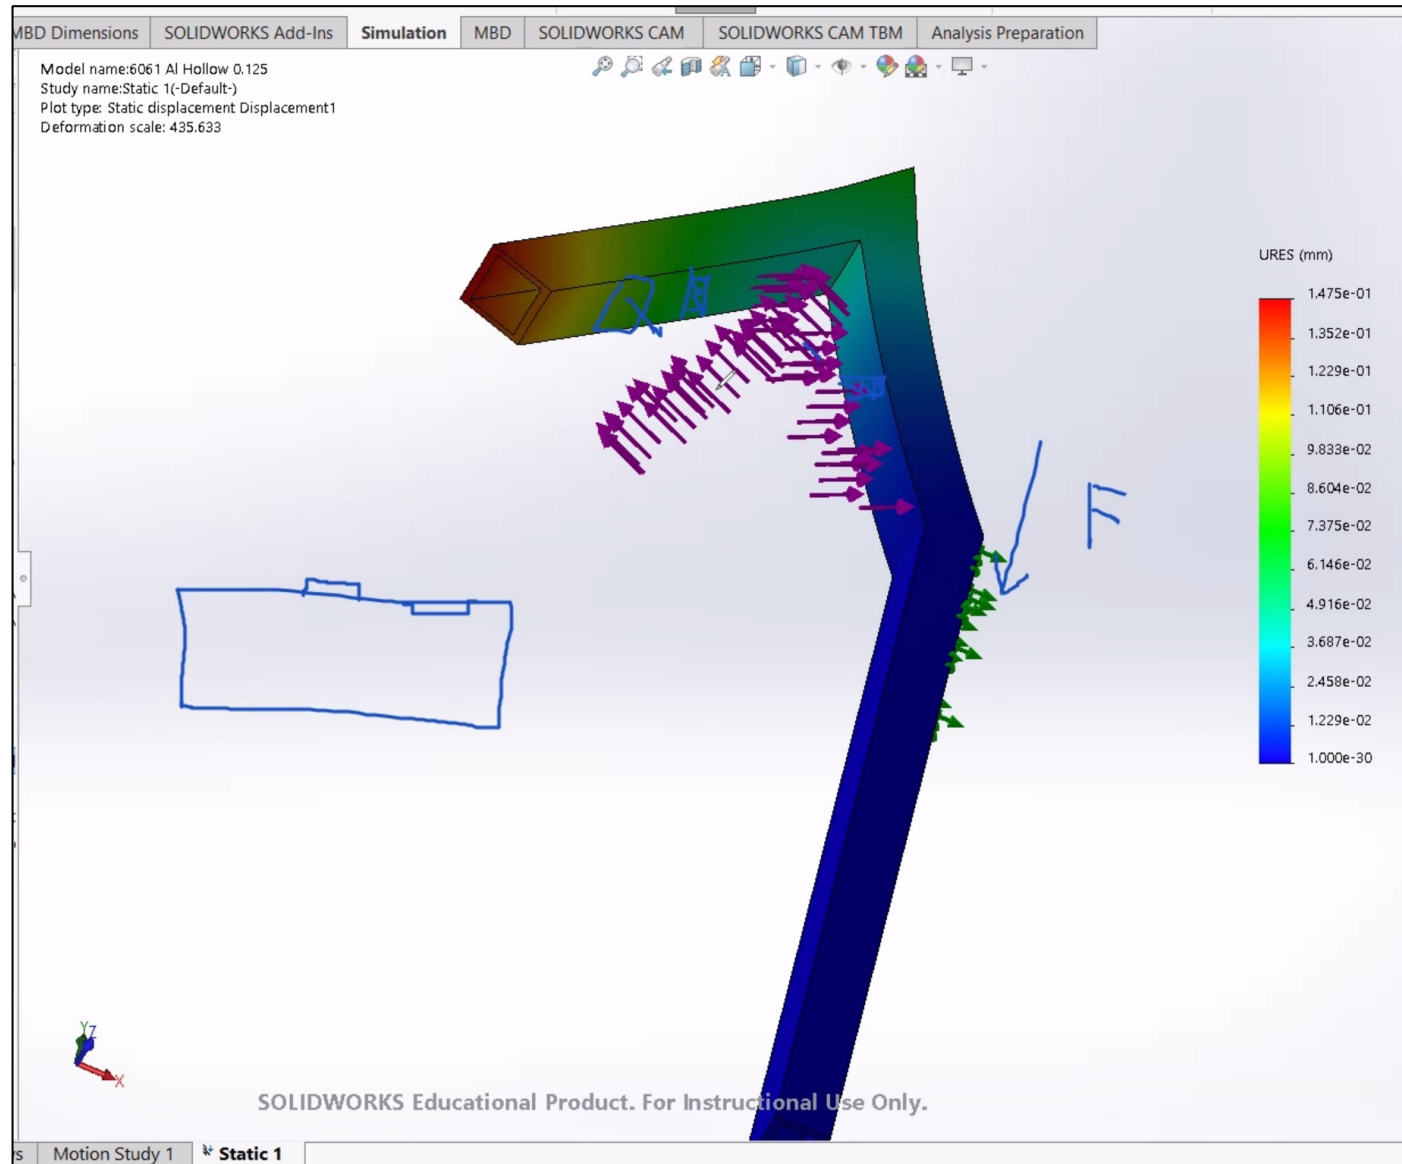 MBD Dimensions
SOLIDWORKS Add-Ins
Simulation
MBD
SOLIDWORKS CAM
SOLIDWORKS CAM TBM
Analysis Preparation
Model name:6061 Al Hollow 0.125
Study name:Static 1(-Default-)
Plot type: Static displacement Displacement1
Deformation scale: 435.633
URES (mm)
1.475e-01
1.352e-01
1.229e-01
1.106e-01
9.833e-02
8.604e-02
7.375e-02
6.146e-02
4.916e-02
3.687e-02
2.458e-02
1.229e-02
1.000e-30
F
Y
Z
X
SOLIDWORKS Educational Product. For Instructional Use Only.
Motion Study 1
Static 1